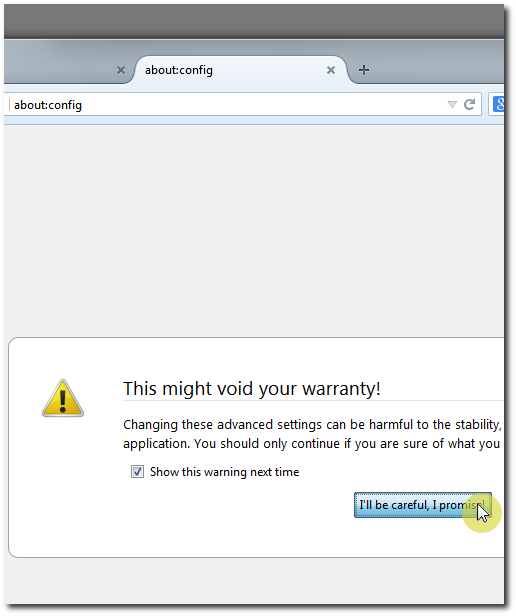 about:config
about:config
This might void your warranty!
Changing these advanced settings can be harmful to the stability,
application. You should only continue if you are sure of what you
Show this warning next time
I'll be careful, I promise!